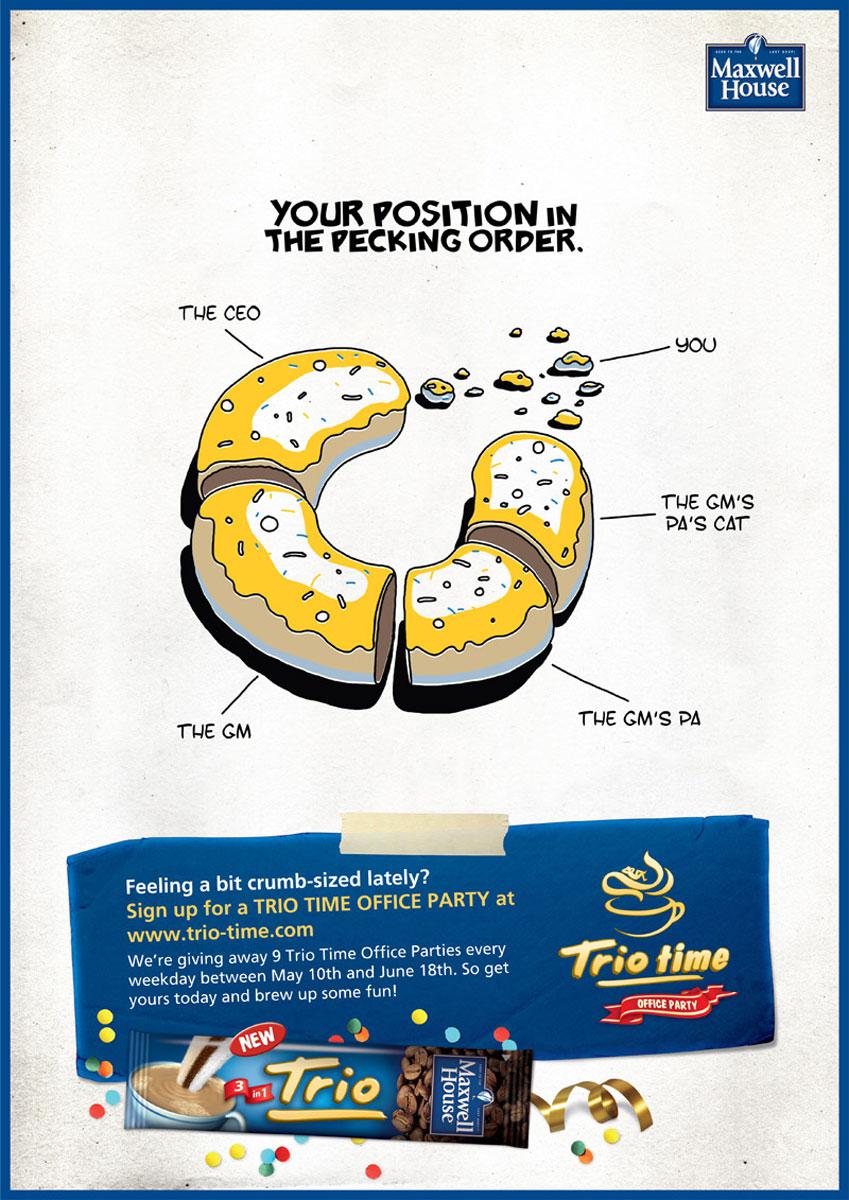 Maxwell
House
YOUR POSITION IN
THE PECKING ORDER.
THE CEO
YOU
THE GM'S
PA'S CAT
THE GM
THE GM'S PA
Feeling a bit crumb-sized lately?
Sign up for a TRIO TIME OFFICE PARTY at
www.trio-time.com
We're giving away 9 Trio Time Office Parties every
weekday between May 10th and June 18th. So get
yours today and brew up some fun!
Trio time
OFFICE PARTY
NEW
3 in 1
Trio
Maxwell
House